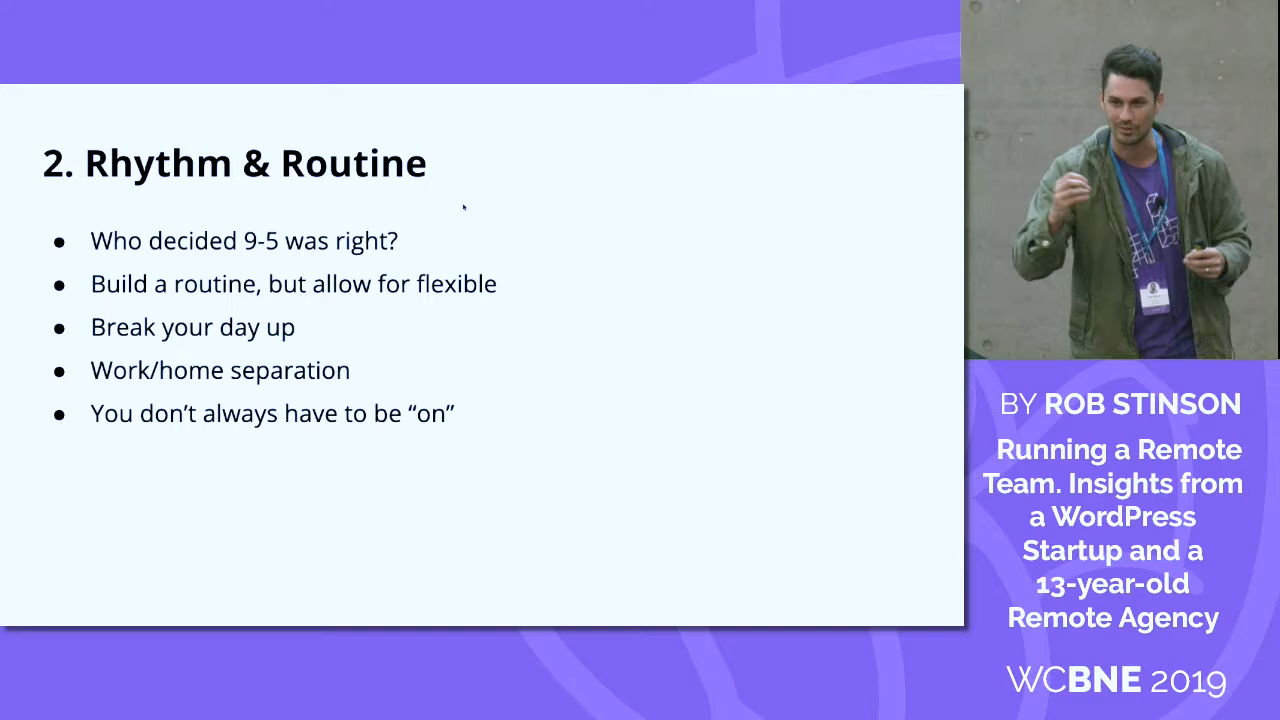 2. Rhythm & Routine
● Who decided 9-5 was right?
● Build a routine, but allow for flexible
● Break your day up
● Work/home separation
● You don’t always have to be “on”
BY ROB STINSON
Running a Remote
Team. Insights from
a WordPress
Startup and a
13-year-old
Remote Agency
WCBNE 2019